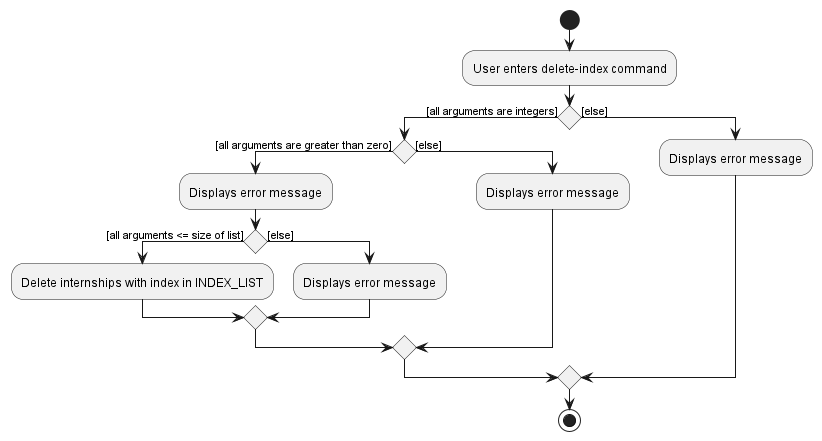 User enters delete-index command
[all arguments are integers]
[else]
[all arguments are greater than zero]
[else]
Displays error message
Displays error message
Displays error message
[all arguments <= size of list]
[else]
Delete internships with index in INDEX_LIST
Displays error message